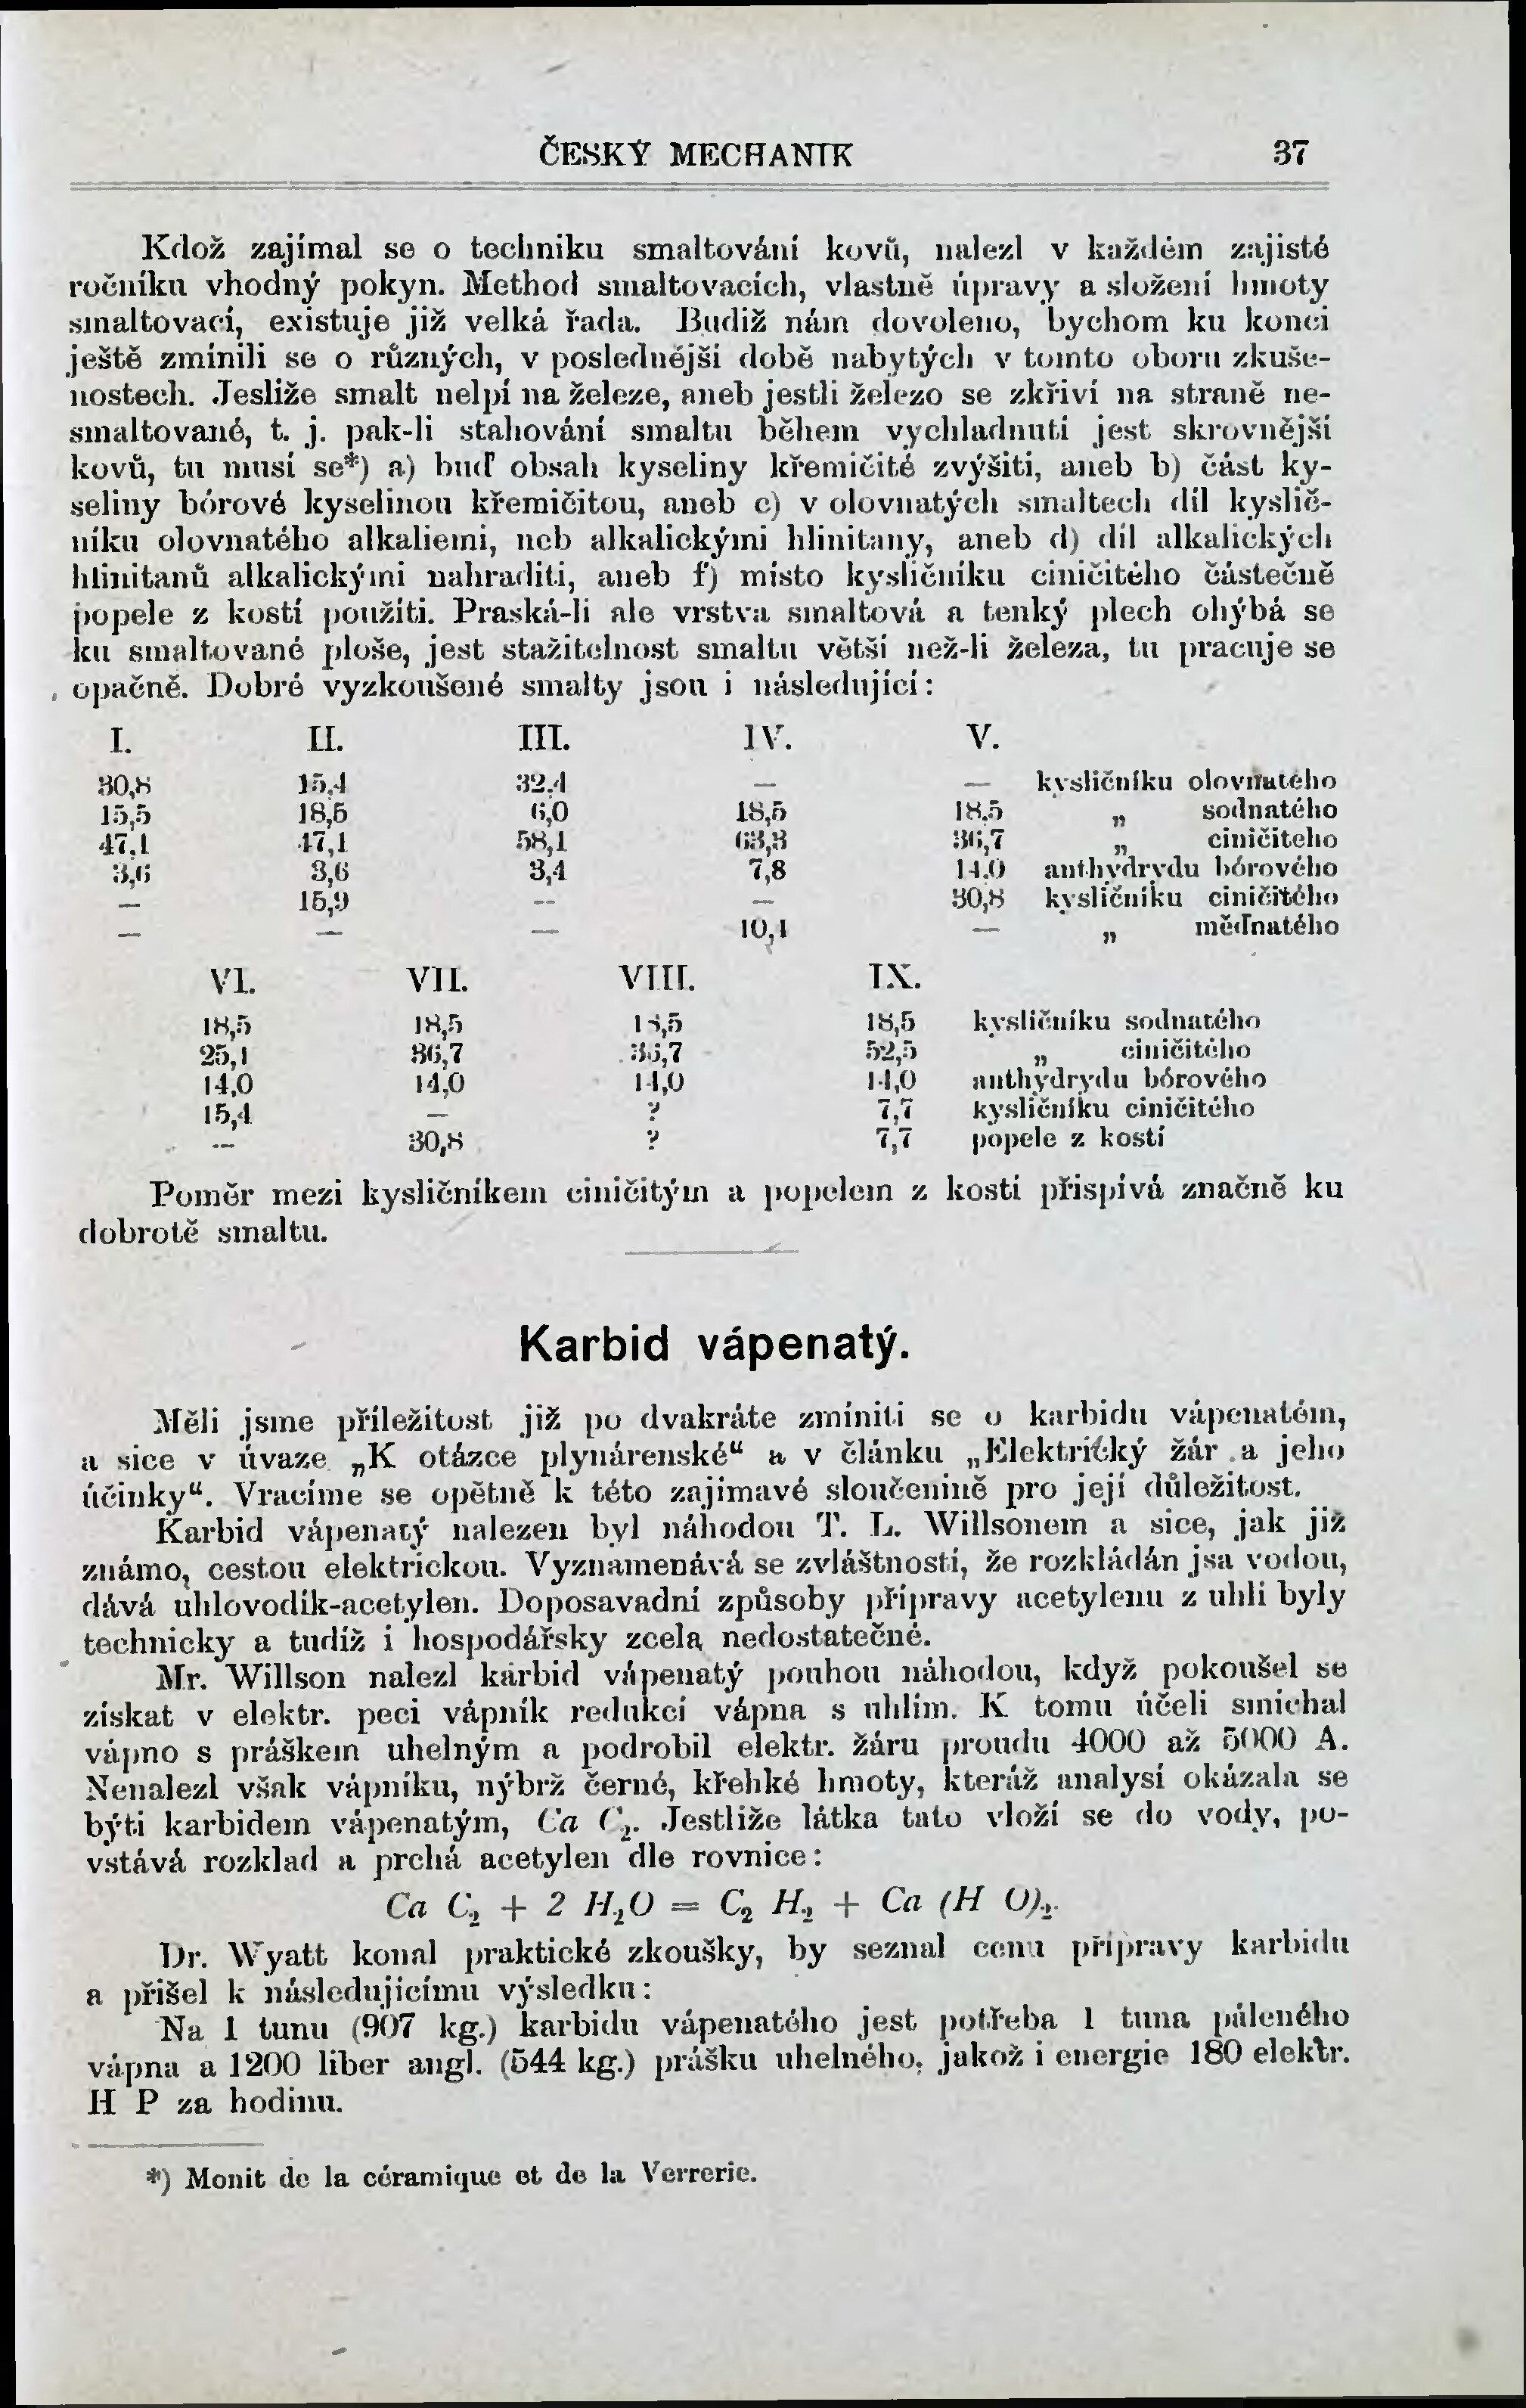 ČESKÝ MECHANIK 37
Kdož zajímal se o techniku smaltování kovů, nalezl v každém zajisté
ročníku vhodný pokyn. Method smaltovacích, vlastně úpravy a složení hmoty
smaltovací, existuje již velká řada. Budiž nám dovoleno, bychom ku konci
ještě zmínili se o různých, v poslednější době nabytých v tomto oboru zkuše-
nostech. Jesliže smalt nelpí na železe, aneb jestli železo se zkřiví na straně ne-
smaltované, t. j. pak-li stahování smaltu během vychladnutí jest skrovnější
kovů, tu musí se*) a) buď obsah kyseliny křemičité zvýšiti, aneb b) část ky-
seliny bórové kyselinou křemičitou, aneb c) v olovnatých smaltech díl kyslič-
níku olovnatého alkaliemi, neb alkalickými hlinitany, aneb d) díl alkalických
hlinitanů alkalickými nahraditi, aneb f) místo kysličníku ciničitého částečně
popele z kostí použíti. Praská-li ale vrstva smaltová a tenký plech ohýbá se
ku smaltované ploše, jest stažitelnost smaltu větší než-li železa, tu pracuje se
opačně. Dobré vyzkoušené smalty jsou i následující:
I. II. III. IV. V.
30,8 15,4 32,4 — — kysličníku olovnatého
15,5 18,5 6,0 18,5 18,5 „ sodnatého
47,1 47,1 58,1 63,3 36,7 „ ciničiteho
3,6 3,6 3,4 7,8 14,0 anthydrydu bórového
— 15,9 — — 30,8 kysličníku ciničitého
— — — 10,4 — „ měďnatého
VI. VII. VIII. IX.
18,5 18,5 18,5 18,5 kysličníku sodnatého
25,1 36,7 36,7 52,5 „ ciničitého
14,0 14,0 14,0 14,0 anthydrydu bórového
15,4 — ? 7,7 kysličníku ciničitého
— 30,8 ? 7,7 popele z kostí
Poměr mezi kysličníkem ciničitým a popelem z kostí přispívá značně ku
dobrotě smaltu.
Karbid vápenatý.
Měli jsme příležitost již po dvakráte zmíniti se o karbidu vápenatém,
a sice v úvaze „K otázce plynárenské“ a v článku „Elektrický žár a jeho
účinky“. Vracíme se opětně k této zajimavé sloučenině pro její důležitost.
Karbid vápenatý nalezen byl náhodou T. L. Willsonem a sice, jak již
známo, cestou elektrickou. Vyznamenává se zvláštností, že rozkládán jsa vodou,
dává uhlovodík-acetylen. Doposavadní způsoby přípravy acetylenu z uhlí byly
technicky a tudíž i hospodářsky zcela nedostatečné.
Mr. Willson nalezl karbid vápenatý pouhou náhodou, když pokoušel se
získat v elektr. peci vápník redukcí vápna s uhlím. K tomu účeli smíchal
vápno s práškem uhelným a podrobil elektr. žáru proudu 4000 až 5000 A.
Nenalezl však vápníku, nýbrž černé, křehké hmoty, kteráž analysí okázala se
býti karbidem vápenatým, Ca C₂. Jestliže látka tato vloží se do vody, po-
vstává rozklad a prchá acetylen dle rovnice:
Ca C₂ + 2 H₂O = C₂ H₂ + Ca (H O)₂.
Dr. Wyatt konal praktické zkoušky, by seznal cenu přípravy karbidu
a přišel k následujícímu výsledku:
Na 1 tunu (907 kg.) karbidu vápenatého jest potřeba 1 tuna páleného
vápna a 1200 liber angl. (544 kg.) prášku uhelného, jakož i energie 180 elektr.
H P za hodinu.
*) Monit de la céramique et de la Verrerie.